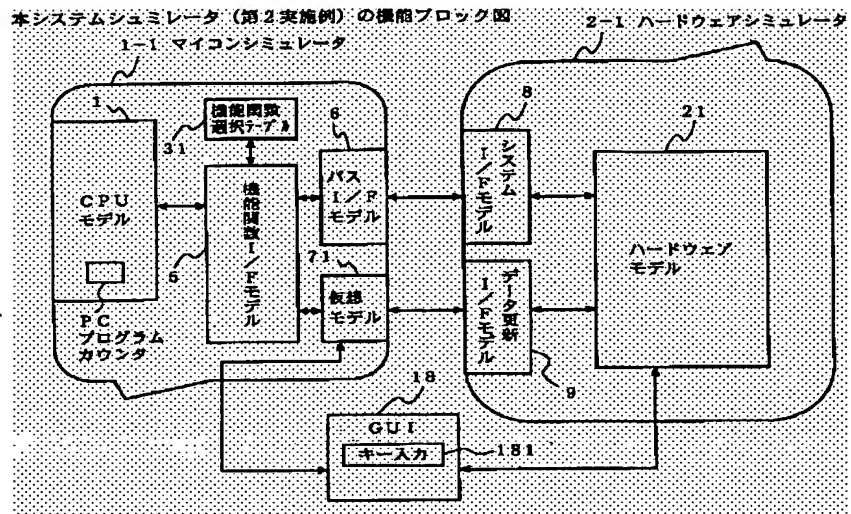 本システムシュミレータ（第２実施例）の機能ブロック図
1-1 マイコンシミュレータ
2-1 ハードウェアシミュレータ
1
CPU
モデル
PC
プログラム
カウンタ
機能関数
選択テーブル
31
機能関数I/Fモデル
5
6
バス
I/F
モデル
71
仮想
モデル
8
システム
I/Fモデル
データ更新
I/Fモデル
9
21
ハードウェア
モデル
18
GUI
キー入力
181